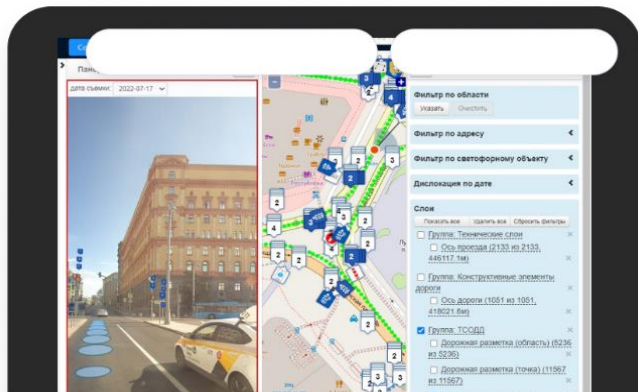 дата съемки: 2022-07-17
Фильтр по области
Указать Очистить
Фильтр по адресу
Фильтр по светофорному объекту
Дислокация по дате
Слои
Показать все Удалить все Сбросить фильтры
Группа: Технические слои
Ось проезда (2133 из 2133,
446117.1м)
Группа: Конструктивные элементы
дороги
Ось дороги (1051 из 1051,
418021.8м)
Группа: ТСОДД
Дорожная разметка (область) (5236
из 5236)
Дорожная разметка (точка) (11567
из 11567)